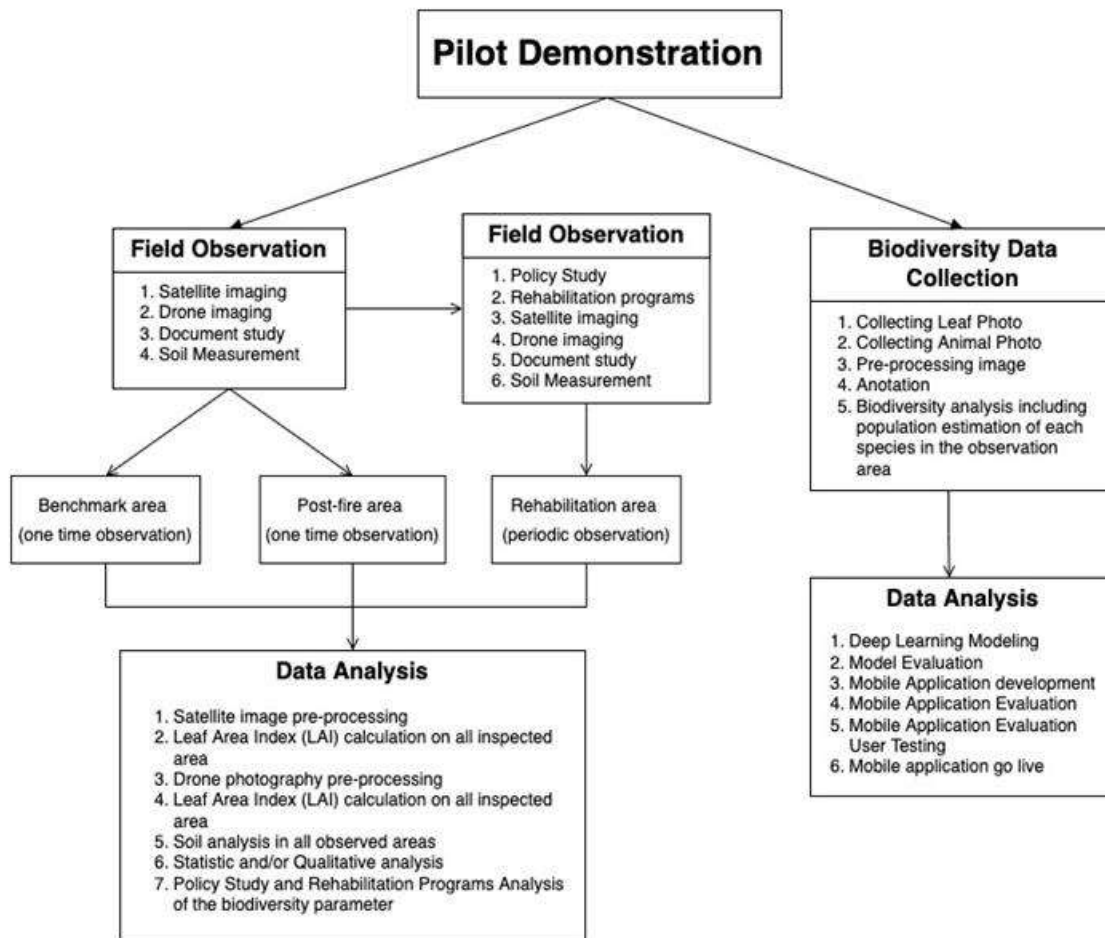 Pilot Demonstration
Field Observation
1. Satellite imaging
2. Drone imaging
3. Document study
4. Soil Measurement
Field Observation
1. Policy Study
2. Rehabilitation programs
3. Satellite imaging
4. Drone imaging
5. Document study
6. Soil Measurement
Biodiversity Data
Collection
1. Collecting Leaf Photo
2. Collecting Animal Photo
3. Pre-processing image
4. Anotation
5. Biodiversity analysis including
population estimation of each
species in the observation
area
Benchmark area
(one time observation)
Post-fire area
(one time observation)
Rehabilitation area
(periodic observation)
Data Analysis
1. Satellite image pre-processing
2. Leaf Area Index (LAI) calculation on all inspected
area
3. Drone photography pre-processing
4. Leaf Area Index (LAI) calculation on all inspected
area
5. Soil analysis in all observed areas
6. Statistic and/or Qualitative analysis
7. Policy Study and Rehabilitation Programs Analysis
of the biodiversity parameter
Data Analysis
1. Deep Learning Modeling
2. Model Evaluation
3. Mobile Application development
4. Mobile Application Evaluation
5. Mobile Application Evaluation
User Testing
6. Mobile application go live